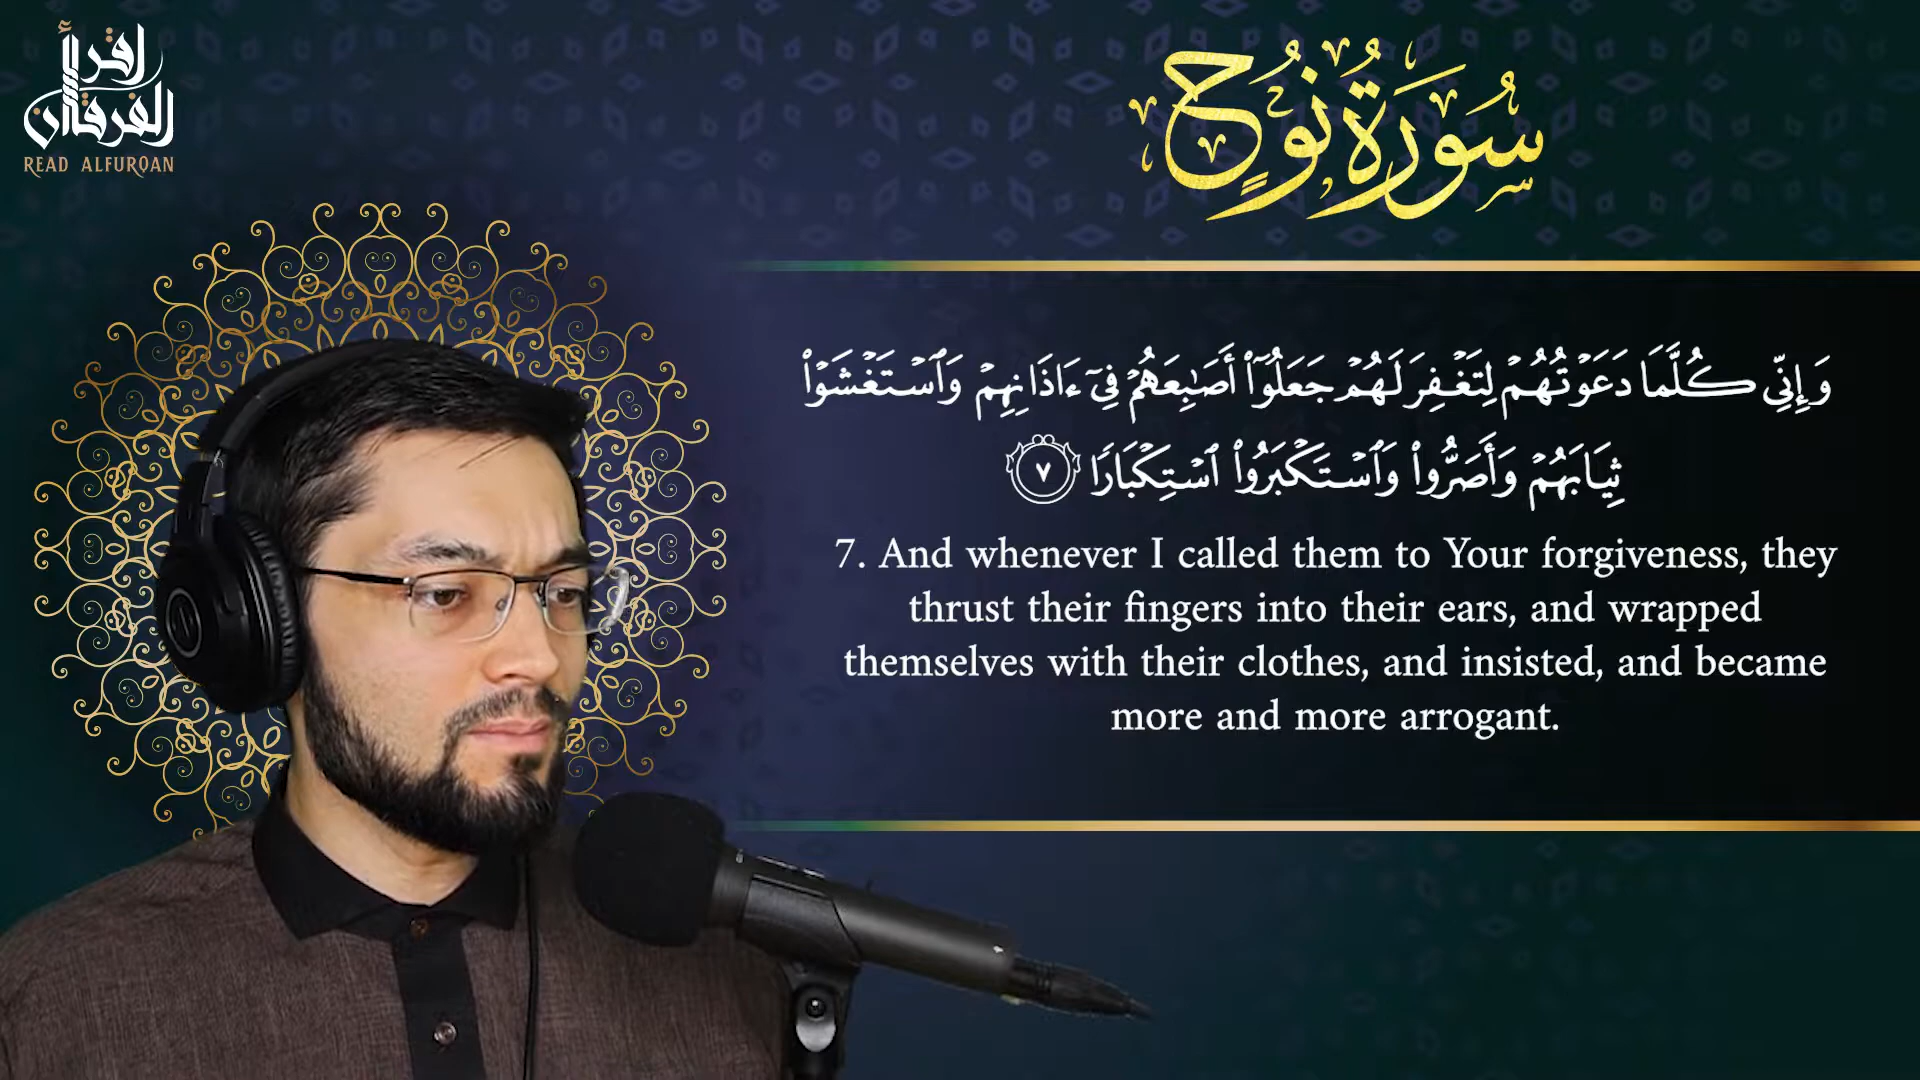 اقرأ
الفرقان
READ ALFURQAN
سُورَةُ نُوحٍ
وَإِنِّي كُلَّمَا دَعَوْتُهُمْ لِتَغْفِرَ لَهُمْ جَعَلُوٓا۟ أَصَٰبِعَهُمْ فِىٓ ءَاذَانِهِمْ وَٱسْتَغْشَوْا۟
ثِيَابَهُمْ وَأَصَرُّوا۟ وَٱسْتَكْبَرُوا۟ ٱسْتِكْبَارًا ٧
7. And whenever I called them to Your forgiveness, they
thrust their fingers into their ears, and wrapped
themselves with their clothes, and insisted, and became
more and more arrogant.